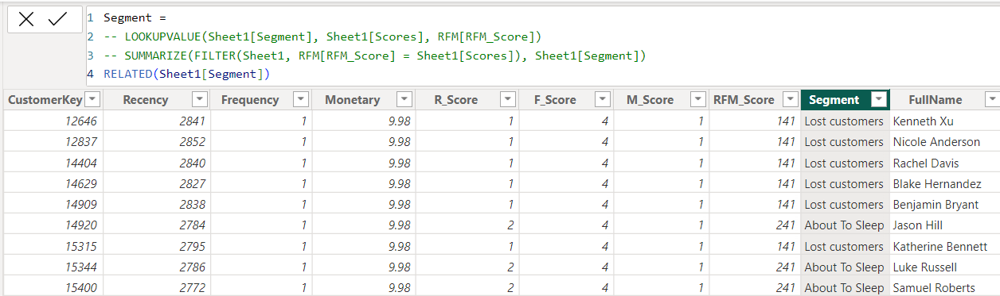 1 Segment =
2 -- LOOKUPVALUE(Sheet1[Segment], Sheet1[Scores], RFM[RFM_Score])
3 -- SUMMARIZE(FILTER(Sheet1, RFM[RFM_Score] = Sheet1[Scores]), Sheet1[Segment])
4 RELATED(Sheet1[Segment])
CustomerKey Recency Frequency Monetary R_Score F_Score M_Score RFM_Score Segment FullName
12646 2841 1 9.98 1 4 1 141 Lost customers Kenneth Xu
12837 2852 1 9.98 1 4 1 141 Lost customers Nicole Anderson
14404 2840 1 9.98 1 4 1 141 Lost customers Rachel Davis
14629 2827 1 9.98 1 4 1 141 Lost customers Blake Hernandez
14909 2838 1 9.98 1 4 1 141 Lost customers Benjamin Bryant
14920 2784 1 9.98 2 4 1 241 About To Sleep Jason Hill
15315 2795 1 9.98 1 4 1 141 Lost customers Katherine Bennett
15344 2786 1 9.98 2 4 1 241 About To Sleep Luke Russell
15400 2772 1 9.98 2 4 1 241 About To Sleep Samuel Roberts